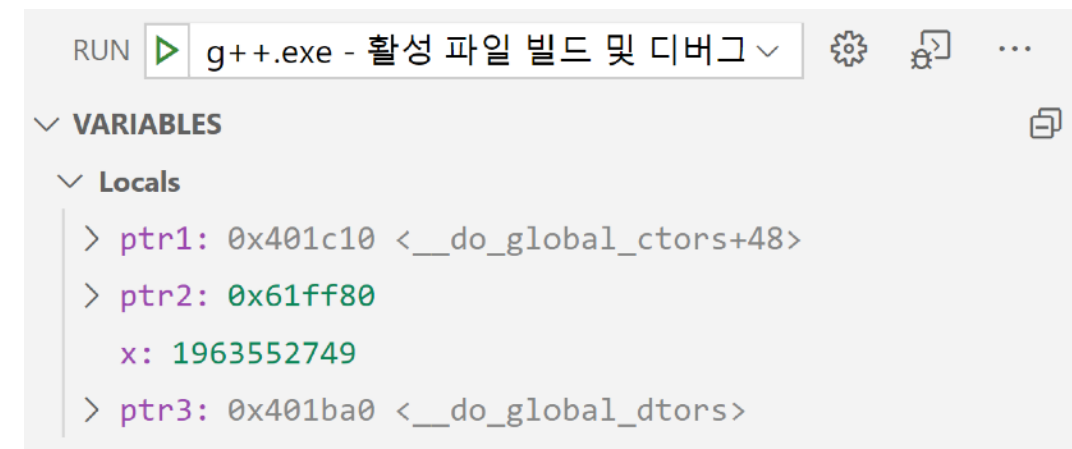 RUN g++.exe - 활성 파일 빌드 및 디버그
VARIABLES
Locals
ptr1: 0x401c10 <__do_global_ctors+48>
ptr2: 0x61ff80
x: 1963552749
ptr3: 0x401ba0 <__do_global_dtors>